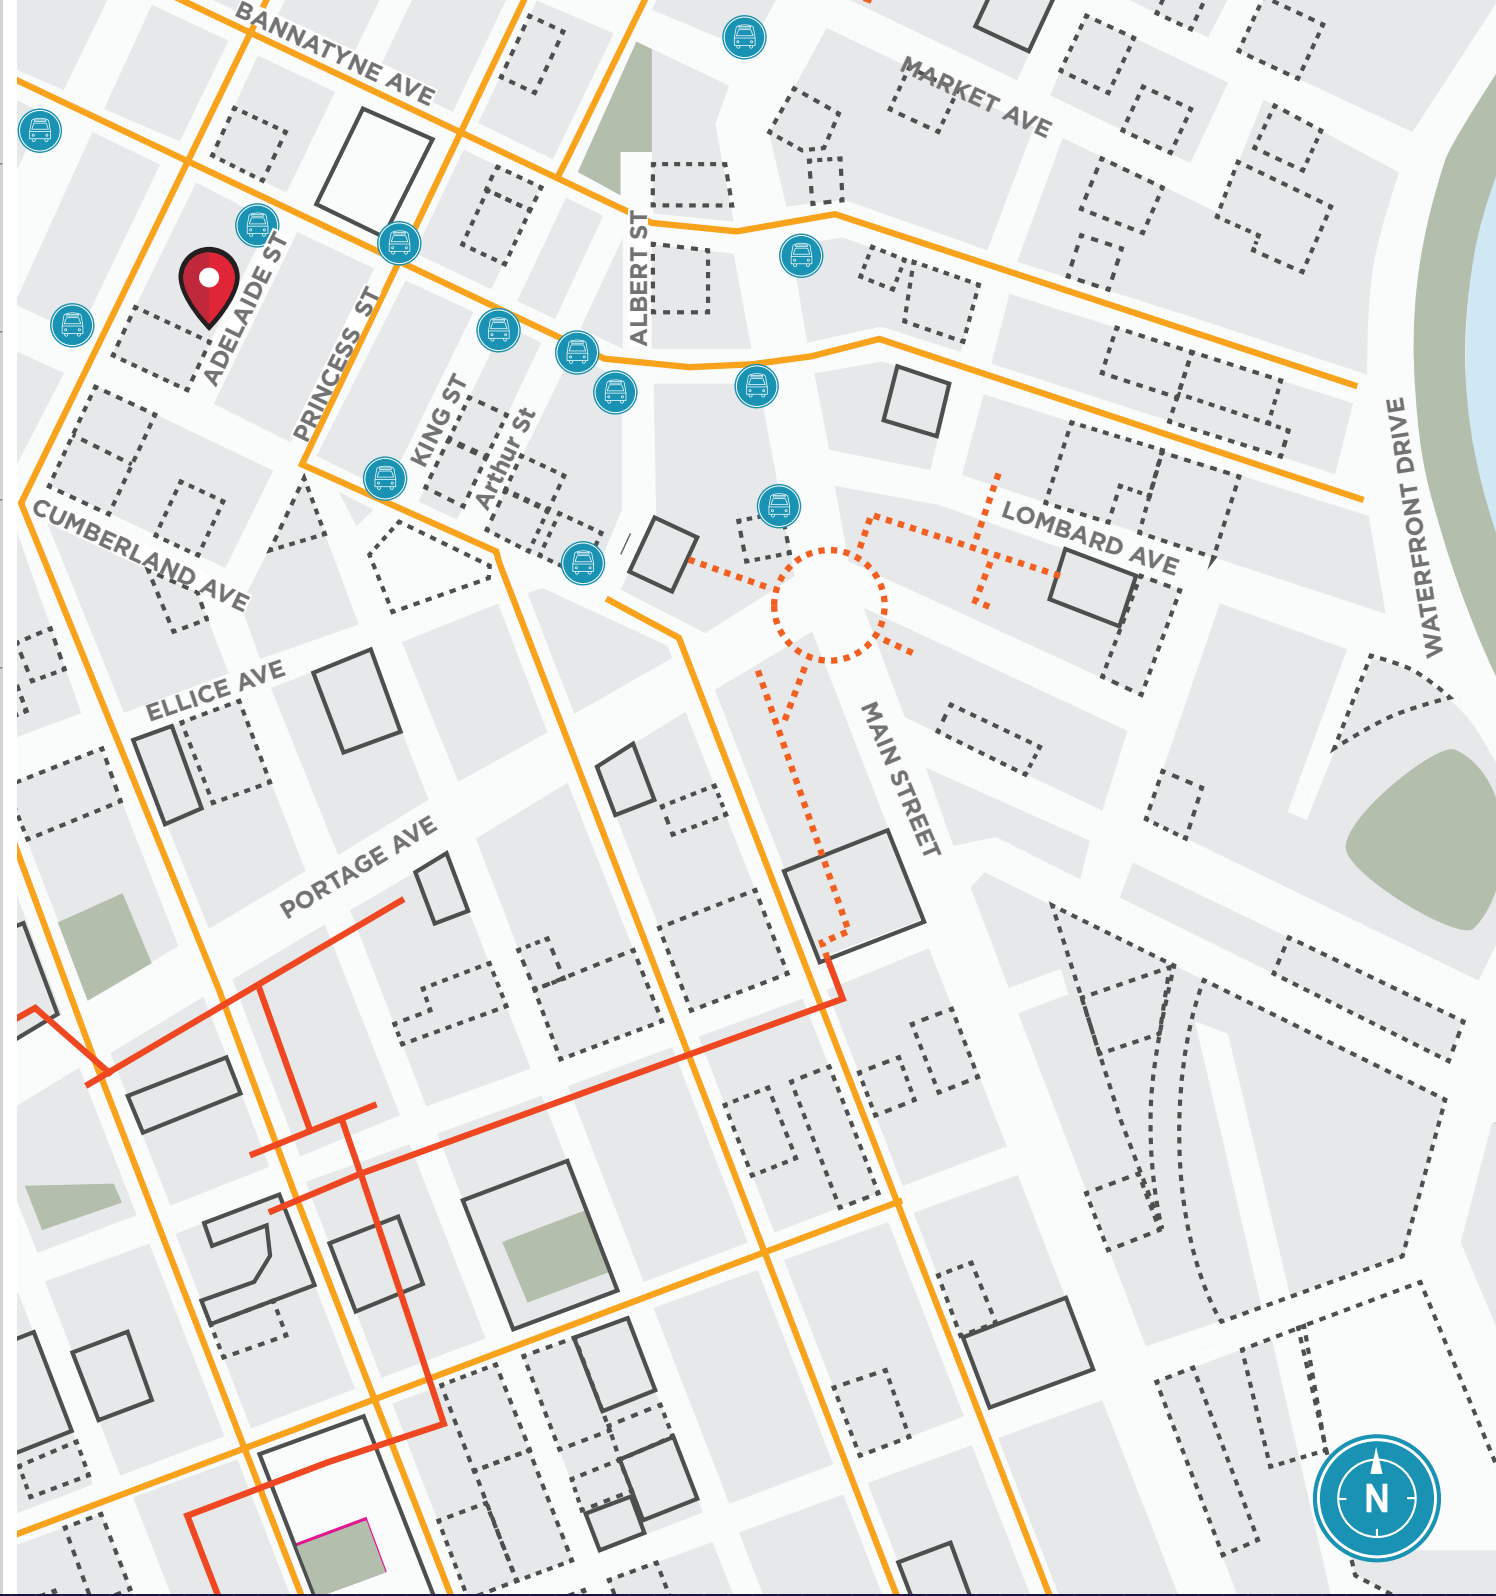 BANNATYNE AVE
MARKET AVE
ALBERT ST
ADELAIDE ST
PRINCESS ST
KING ST
Arthur St
WATERFRONT DRIVE
CUMBERLAND AVE
LOMBARD AVE
ELLICE AVE
MAIN STREET
PORTAGE AVE
N